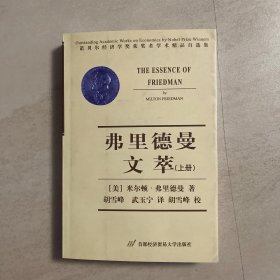 Outstanding Academic Works on Economics by Nobel Prize Winners
诺贝尔经济学奖获奖者学术精品自选集
THE ESSENCE OF
FRIEDMAN
by
MILTON FRIEDMAN
弗里德曼
文萃(上册)
[美] 米尔顿·弗里德曼 著
胡雪峰 武玉宁 译 胡雪峰 校
首都经济贸易大学出版社